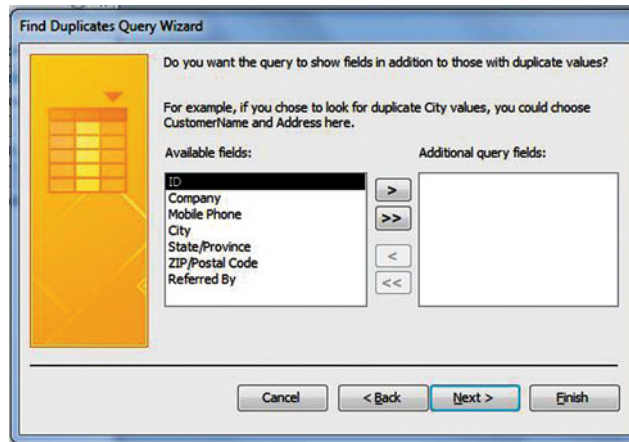 Find Duplicates Query Wizard
Do you want the query to show fields in addition to those with duplicate values?
For example, if you chose to look for duplicate City values, you could choose
CustomerName and Address here.
Available fields:
Additional query fields:
ID
Company
Mobile Phone
City
State/Province
ZIP/Postal Code
Referred By
>
>>
<
<<
Cancel
< Back
Next >
Finish